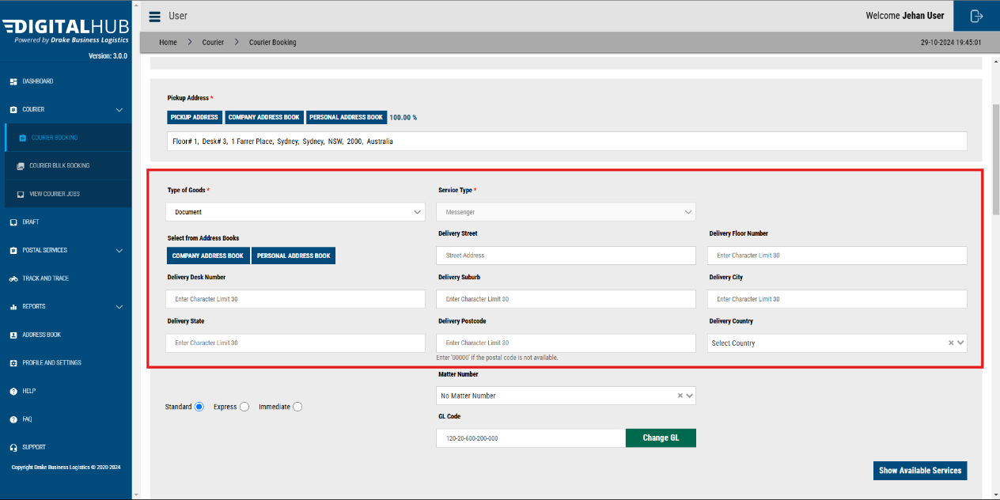 DIGITALHUB
Powered by Drake Business Logistics
Version: 3.0.0
DASHBOARD
COURIER
COURIER BOOKING
COURIER BULK BOOKING
VIEW COURIER JOBS
DRAFT
POSTAL SERVICES
TRACK AND TRACE
REPORTS
ADDRESS BOOK
PROFILE AND SETTINGS
HELP
FAQ
SUPPORT
Copyright Drake Business Logistics © 2020-2024
User
Welcome Jehan User
Home > Courier > Courier Booking
29-10-2024 19:45:01
Pickup Address *
PICKUP ADDRESS COMPANY ADDRESS BOOK PERSONAL ADDRESS BOOK 100.00 %
Floor# 1, Desk# 3, 1 Farrer Place, Sydney, Sydney, NSW, 2000, Australia
Type of Goods * Service Type *
Document Messenger
Select from Address Books Delivery Street Delivery Floor Number
COMPANY ADDRESS BOOK PERSONAL ADDRESS BOOK Street Address Enter Character Limit 30
Delivery Desk Number Delivery Suburb Delivery City
Enter Character Limit 30 Enter Character Limit 30 Enter Character Limit 30
Delivery State Delivery Postcode Delivery Country
Enter Character Limit 30 Enter Character Limit 30 Select Country
Enter '00000' if the postal code is not available.
Matter Number
No Matter Number
Standard Express Immediate
GL Code
120-20-600-200-000 Change GL
Show Available Services